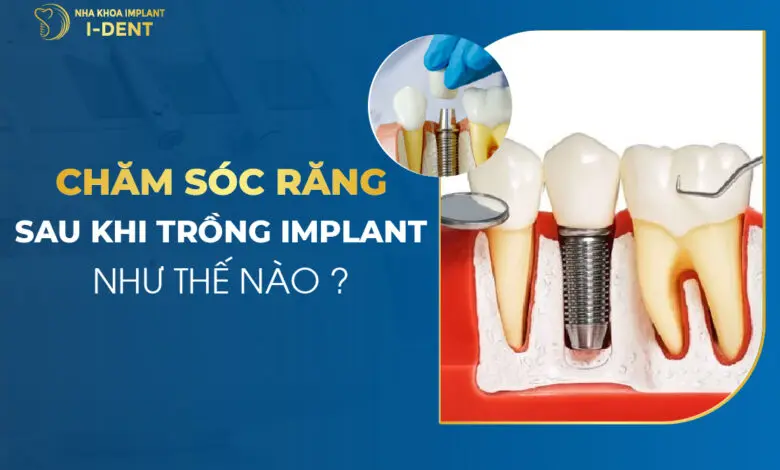 NHA KHOA IMPLANT
I-DENT
CHĂM SÓC RĂNG
SAU KHI TRỒNG IMPLANT
NHƯ THẾ NÀO ?